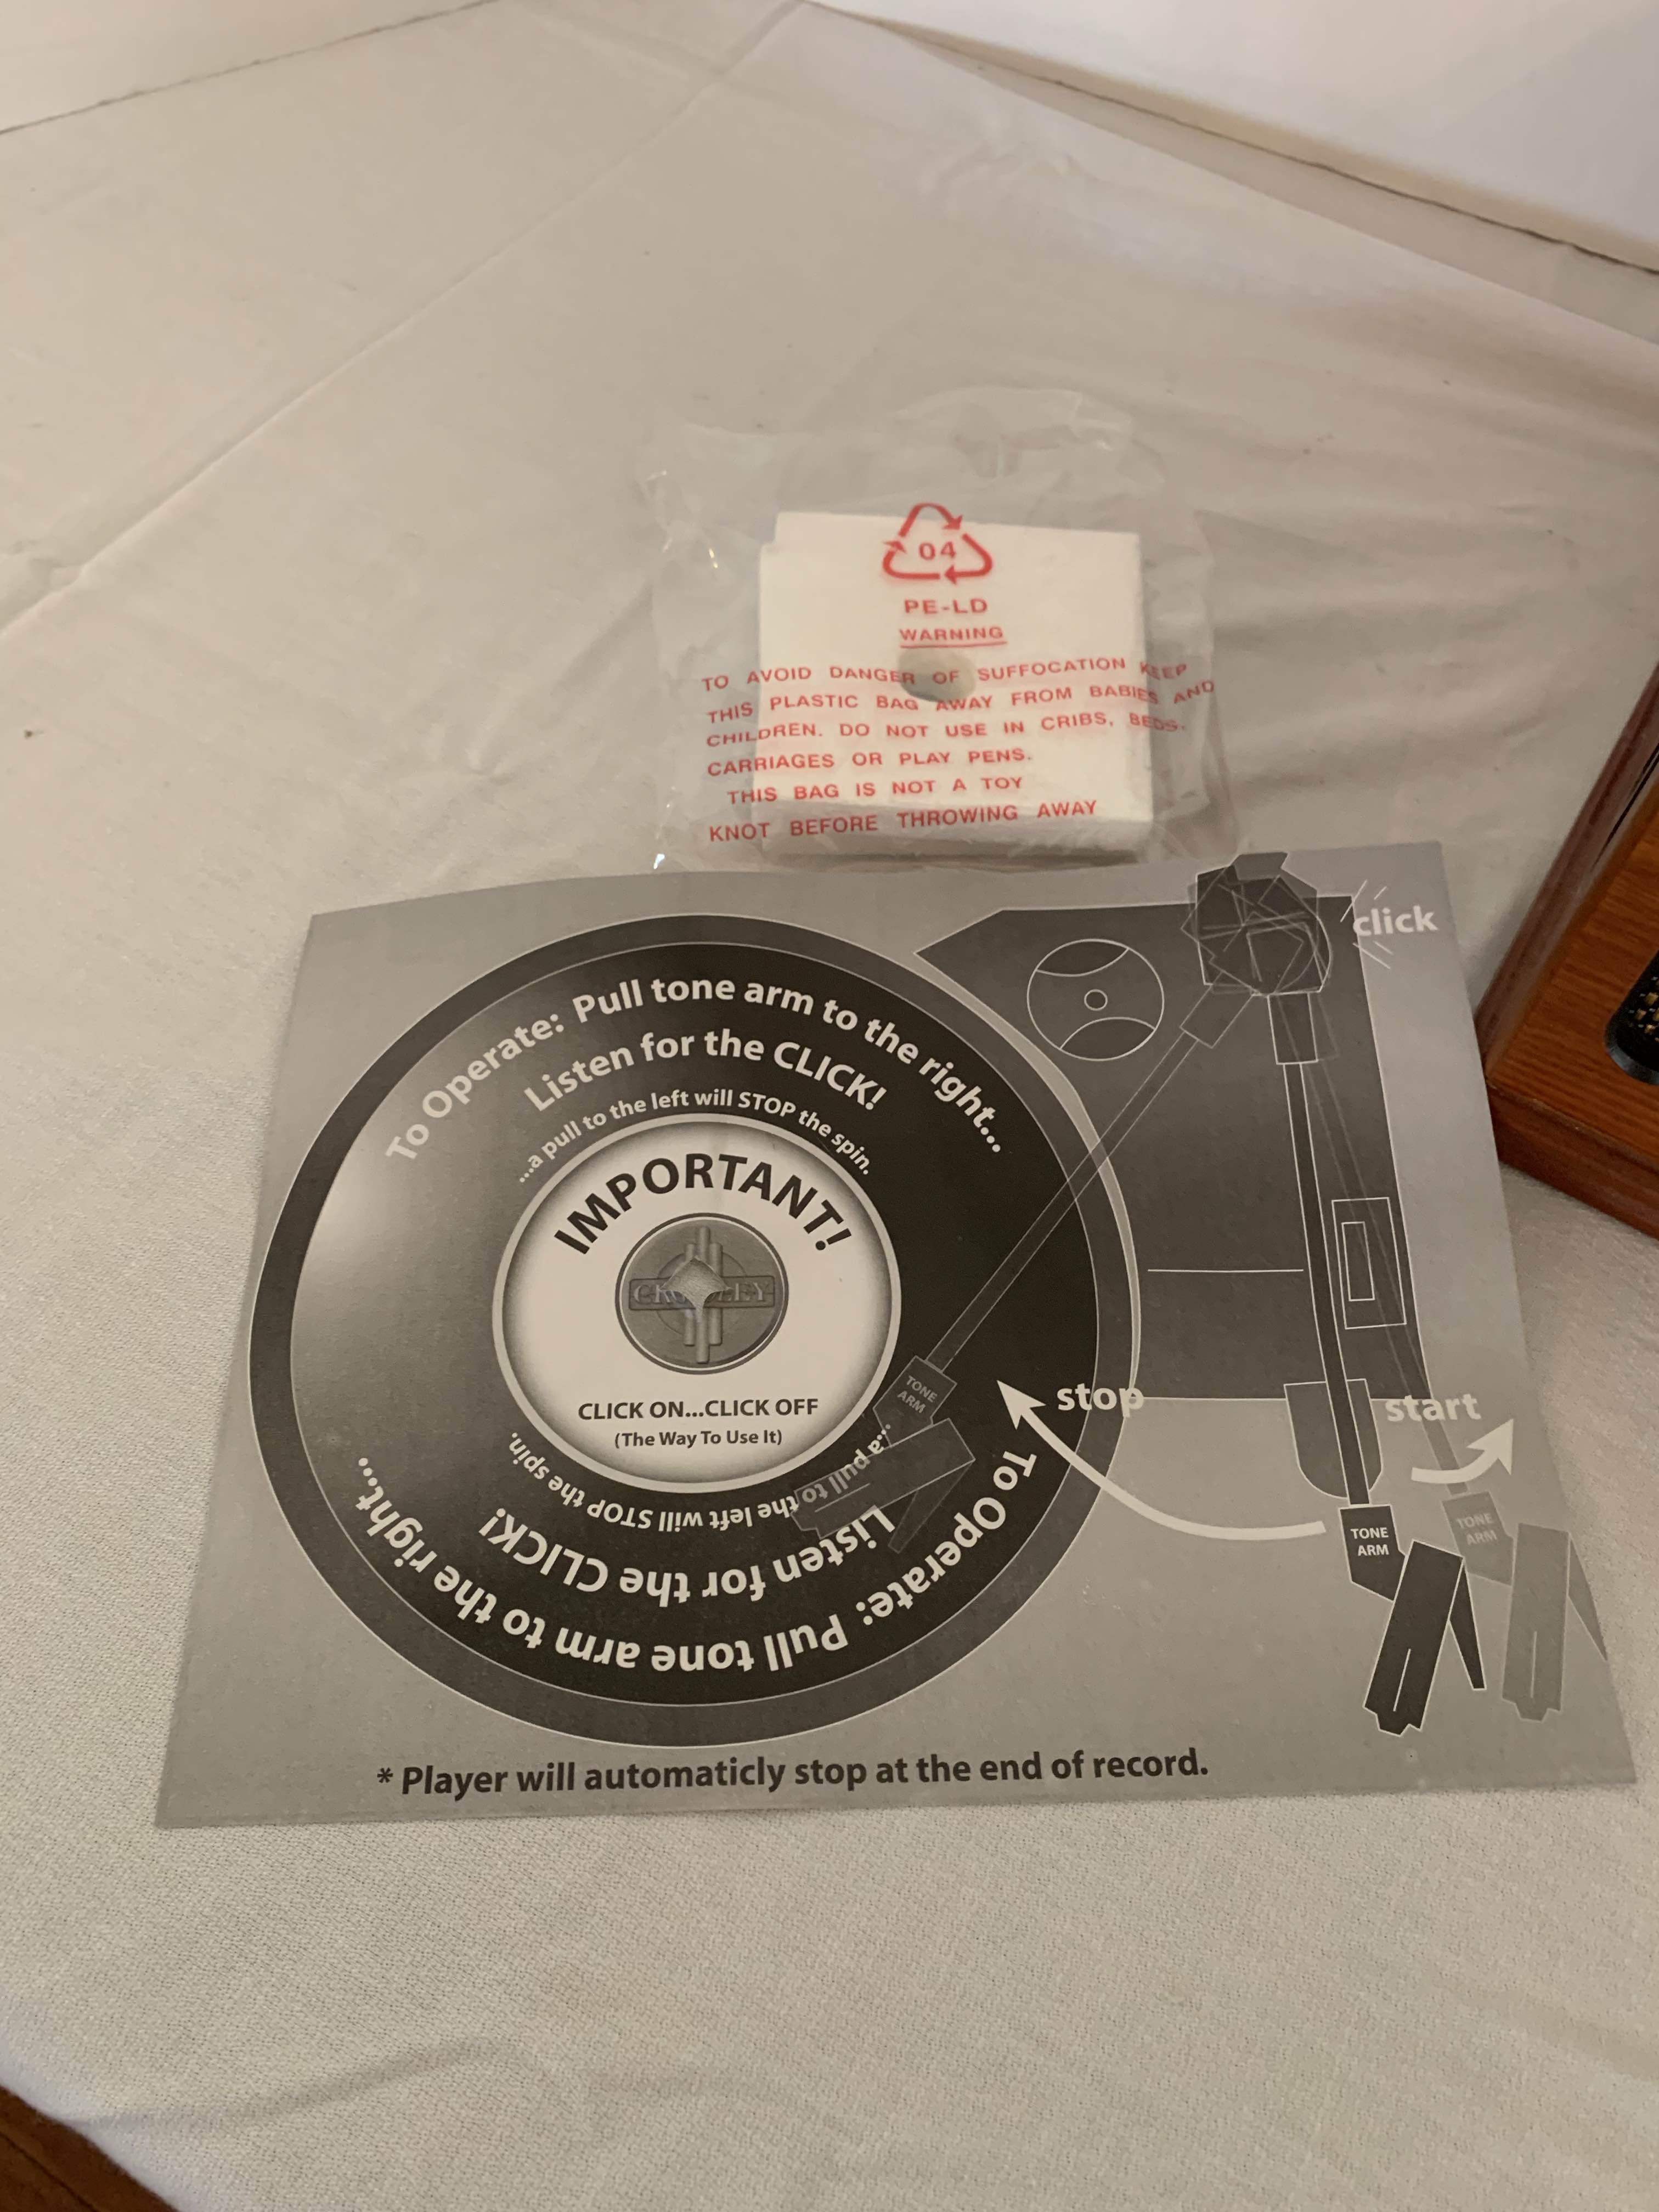 04
PE-LD
WARNING
TO AVOID DANGER OF SUFFOCATION KEEP
THIS PLASTIC BAG AWAY FROM BABIES AND
CHILDREN. DO NOT USE IN CRIBS, BEDS.
CARRIAGES OR PLAY PENS.
THIS BAG IS NOT A TOY
KNOT BEFORE THROWING AWAY
click
To Operate: Pull tone arm to the right...
Listen for the CLICK!
...a pull to the left will STOP the spin.
IMPORTANT!
CROSLEY
CLICK ON...CLICK OFF
(The Way To Use It)
...a pull to the left will STOP the spin.
Listen for the CLICK!
To Operate: Pull tone arm to the right...
TONE
ARM
stop
start
TONE
ARM
TONE
ARM
* Player will automaticly stop at the end of record.